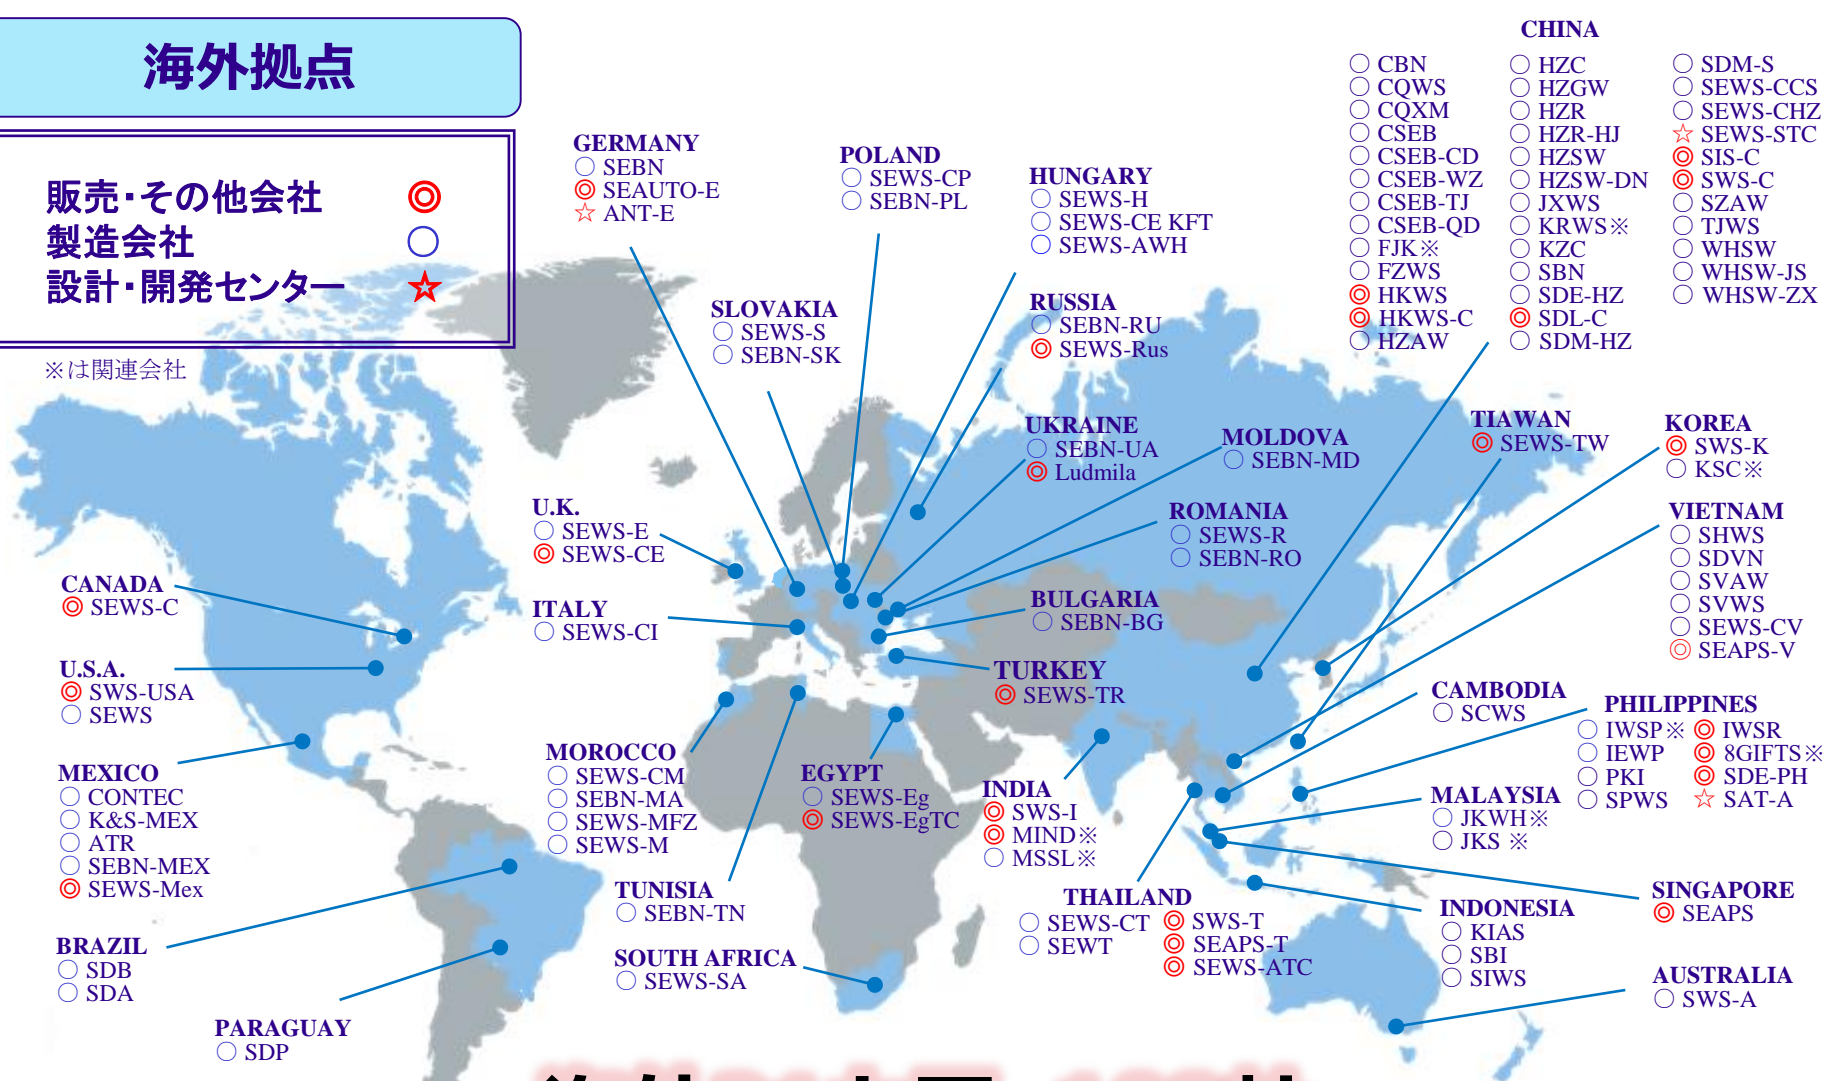 海外拠点
販売・その他会社 ◎
製造会社 ○
設計・開発センター ☆
※は関連会社
GERMANY
○ SEBN
◎ SEAUTO-E
☆ ANT-E
POLAND
○ SEWS-CP
○ SEBN-PL
HUNGARY
○ SEWS-H
○ SEWS-CE KFT
○ SEWS-AWH
SLOVAKIA
○ SEWS-S
○ SEBN-SK
RUSSIA
○ SEBN-RU
◎ SEWS-Rus
UKRAINE
○ SEBN-UA
◎ Ludmila
MOLDOVA
○ SEBN-MD
ROMANIA
○ SEWS-R
○ SEBN-RO
BULGARIA
○ SEBN-BG
TURKEY
◎ SEWS-TR
U.K.
○ SEWS-E
◎ SEWS-CE
ITALY
○ SEWS-CI
CHINA
○ CBN
○ CQWS
○ CQXM
○ CSEB
○ CSEB-CD
○ CSEB-WZ
○ CSEB-TJ
○ CSEB-QD
○ FJK※
○ FZWS
◎ HKWS
◎ HKWS-C
○ HZAW
○ HZC
○ HZGW
○ HZR
○ HZR-HJ
○ HZSW
○ HZSW-DN
○ JXWS
○ KRWS※
○ KZC
○ SBN
○ SDE-HZ
◎ SDL-C
○ SDM-HZ
○ SDM-S
○ SEWS-CCS
○ SEWS-CHZ
☆ SEWS-STC
◎ SIS-C
◎ SWS-C
○ SZAW
○ TJWS
○ WHSW
○ WHSW-JS
○ WHSW-ZX
TIAWAN
◎ SEWS-TW
KOREA
◎ SWS-K
○ KSC※
VIETNAM
○ SHWS
○ SDVN
○ SVAW
○ SVWS
○ SEWS-CV
◎ SEAPS-V
CAMBODIA
○ SCWS
PHILIPPINES
○ IWSP※ ◎ IWSR
○ IEWP ◎ 8GIFTS※
○ PKI ◎ SDE-PH
○ SPWS ☆ SAT-A
MALAYSIA
○ JKWH※
○ JKS ※
SINGAPORE
◎ SEAPS
INDONESIA
○ KIAS
○ SBI
○ SIWS
AUSTRALIA
○ SWS-A
CANADA
◎ SEWS-C
U.S.A.
◎ SWS-USA
○ SEWS
MEXICO
○ CONTEC
○ K&S-MEX
○ ATR
○ SEBN-MEX
◎ SEWS-Mex
BRAZIL
○ SDB
○ SDA
PARAGUAY
○ SDP
MOROCCO
○ SEWS-CM
○ SEBN-MA
○ SEWS-MFZ
○ SEWS-M
TUNISIA
○ SEBN-TN
EGYPT
○ SEWS-Eg
◎ SEWS-EgTC
SOUTH AFRICA
○ SEWS-SA
INDIA
◎ SWS-I
◎ MIND※
○ MSSL※
THAILAND
○ SEWS-CT ◎ SWS-T
○ SEWT ◎ SEAPS-T
◎ SEWS-ATC